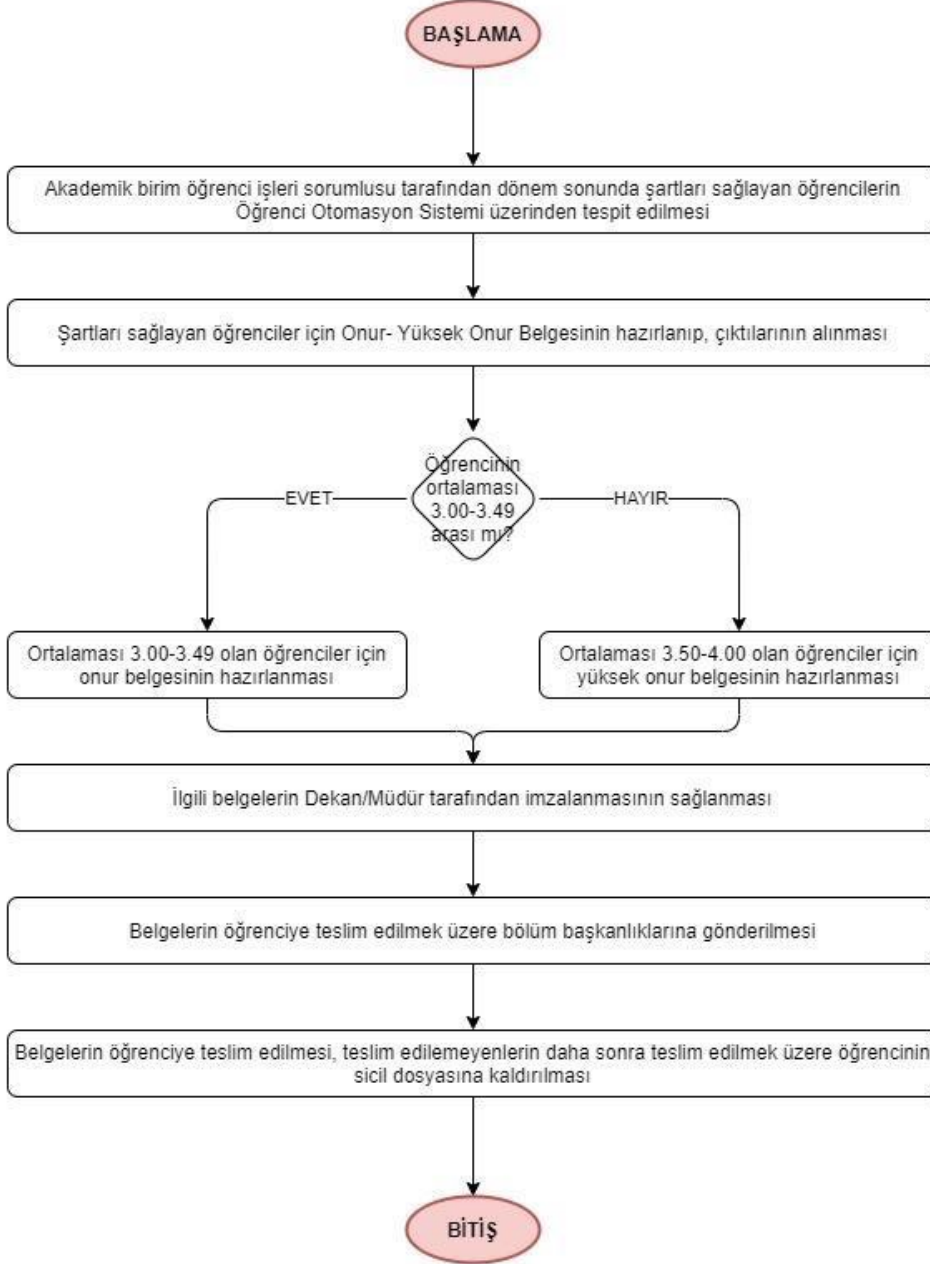 BAŞLAMA
Akademik birim öğrenci işleri sorumlusu tarafından dönem sonunda şartları sağlayan öğrencilerin
Öğrenci Otomasyon Sistemi üzerinden tespit edilmesi
Şartları sağlayan öğrenciler için Onur- Yüksek Onur Belgesinin hazırlanıp, çıktılarının alınması
Öğrencinin
ortalaması
3.00-3.49
arası mı?
EVET
HAYIR
Ortalaması 3.00-3.49 olan öğrenciler için
onur belgesinin hazırlanması
Ortalaması 3.50-4.00 olan öğrenciler için
yüksek onur belgesinin hazırlanması
İlgili belgelerin Dekan/Müdür tarafından imzalanmasının sağlanması
Belgelerin öğrenciye teslim edilmek üzere bölüm başkanlıklarına gönderilmesi
Belgelerin öğrenciye teslim edilmesi, teslim edilemeyenlerin daha sonra teslim edilmek üzere öğrencinin
sicil dosyasına kaldırılması
BİTİŞ